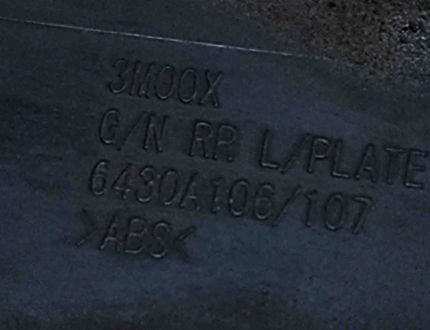 3M00X
G/N RR L/PLATE
6430A106/107
>ABS<